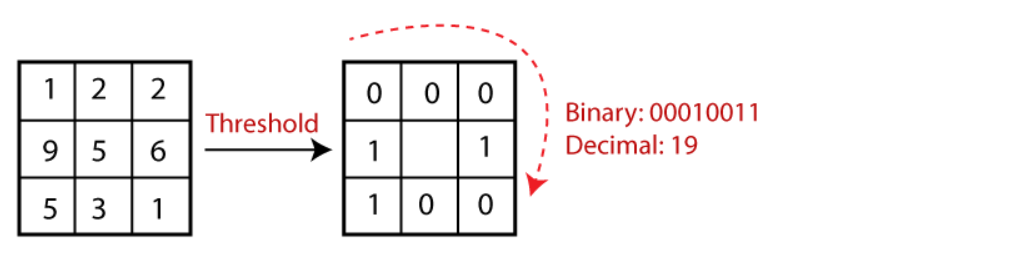 1 2 2
9 5 6
5 3 1
Threshold
0 0 0
1 1
1 0 0
Binary: 00010011
Decimal: 19